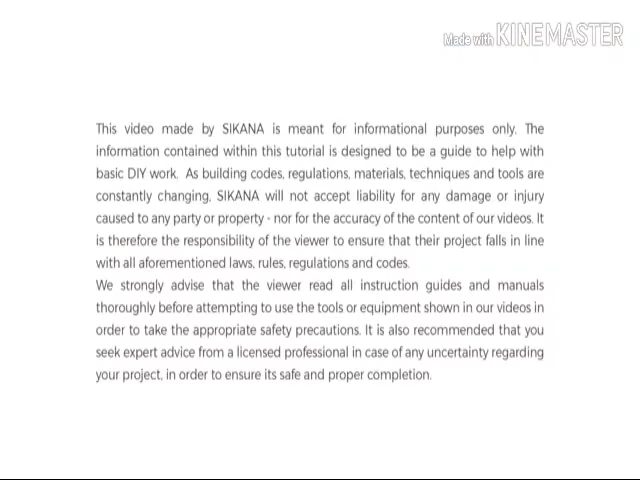 Made with KINEMASTER
This video made by SIKANA is meant for informational purposes only. The
information contained within this tutorial is designed to be a guide to help with
basic DIY work. As building codes, regulations, materials, techniques and tools are
constantly changing, SIKANA will not accept liability for any damage or injury
caused to any party or property - nor for the accuracy of the content of our videos. It
is therefore the responsibility of the viewer to ensure that their project falls in line
with all aforementioned laws, rules, regulations and codes.
We strongly advise that the viewer read all instruction guides and manuals
thoroughly before attempting to use the tools or equipment shown in our videos in
order to take the appropriate safety precautions. It is also recommended that you
seek expert advice from a licensed professional in case of any uncertainty regarding
your project, in order to ensure its safe and proper completion.